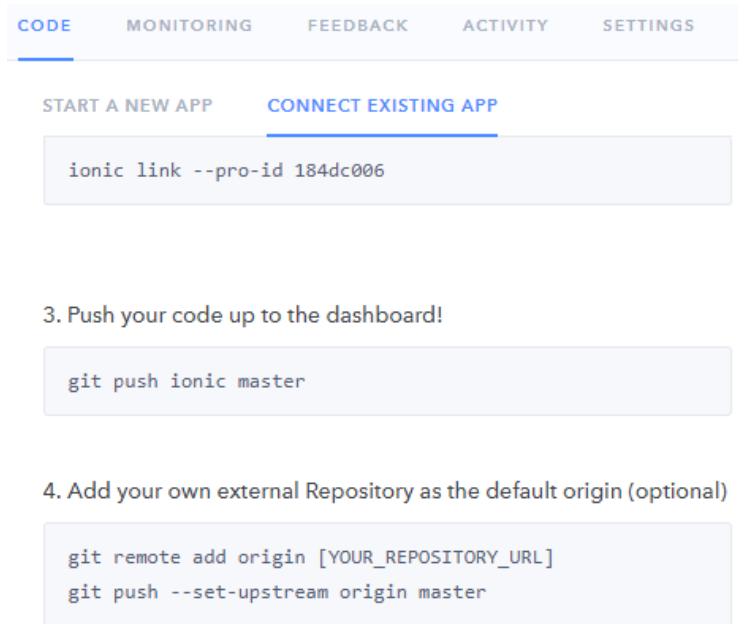 CODE MONITORING FEEDBACK ACTIVITY SETTINGS
START A NEW APP CONNECT EXISTING APP
ionic link --pro-id 184dc006
3. Push your code up to the dashboard!
git push ionic master
4. Add your own external Repository as the default origin (optional)
git remote add origin [YOUR_REPOSITORY_URL]
git push --set-upstream origin master